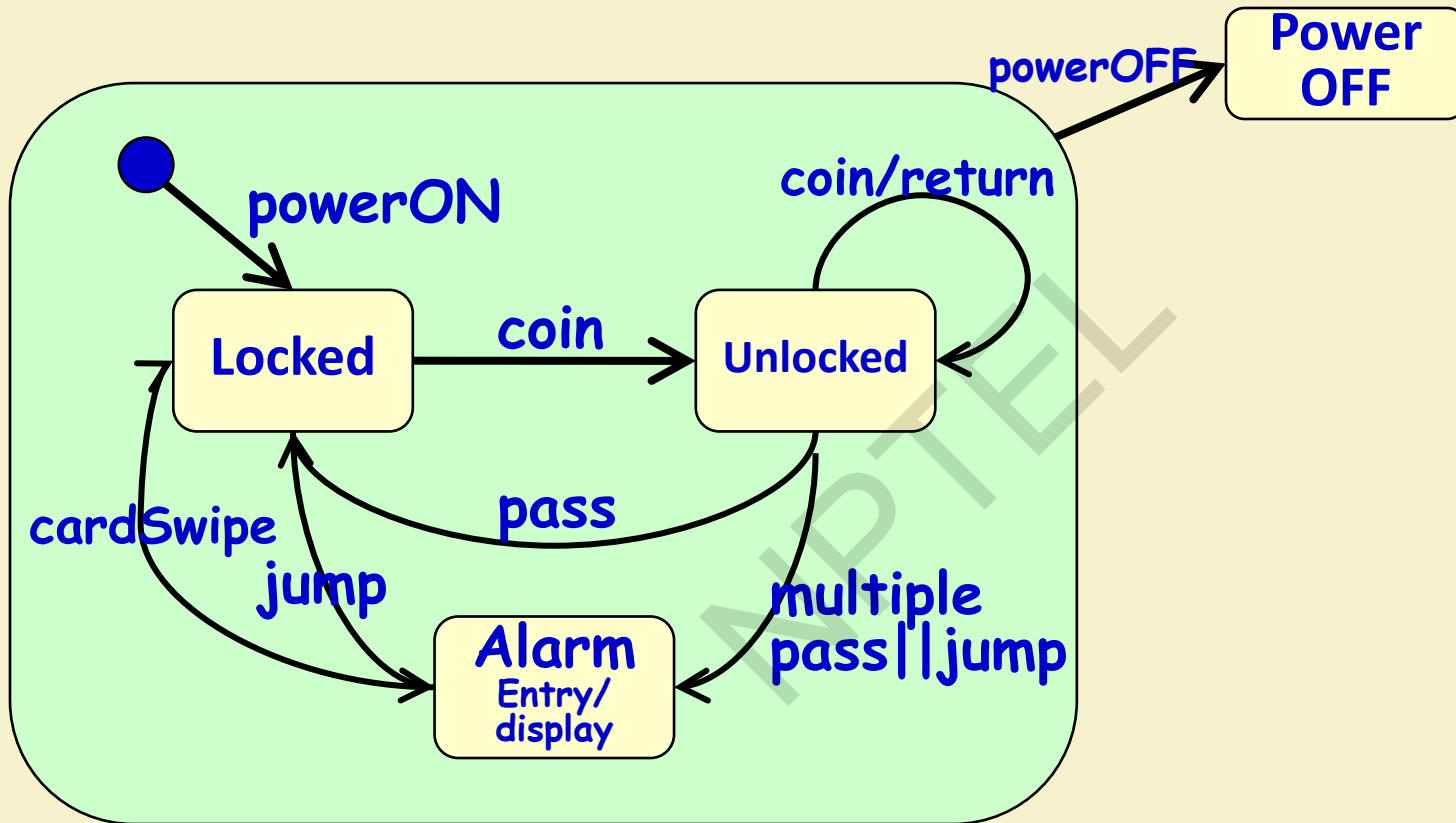 Power
OFF
powerOFF
coin/return
powerON
coin
Locked
Unlocked
pass
cardSwipe
jump
multiple
pass||jump
Alarm
Entry/
display
NPTEL